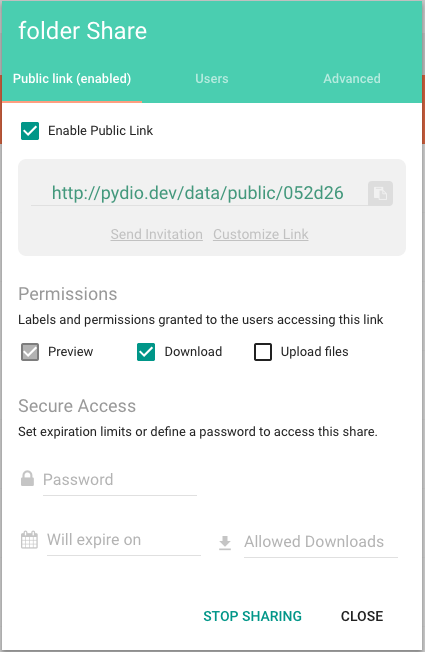 folder Share
Public link (enabled) Users Advanced
Enable Public Link
http://pydio.dev/data/public/052d26
Send Invitation Customize Link
Permissions
Labels and permissions granted to the users accessing this link
Preview Download Upload files
Secure Access
Set expiration limits or define a password to access this share.
Password
Will expire on Allowed Downloads
STOP SHARING CLOSE